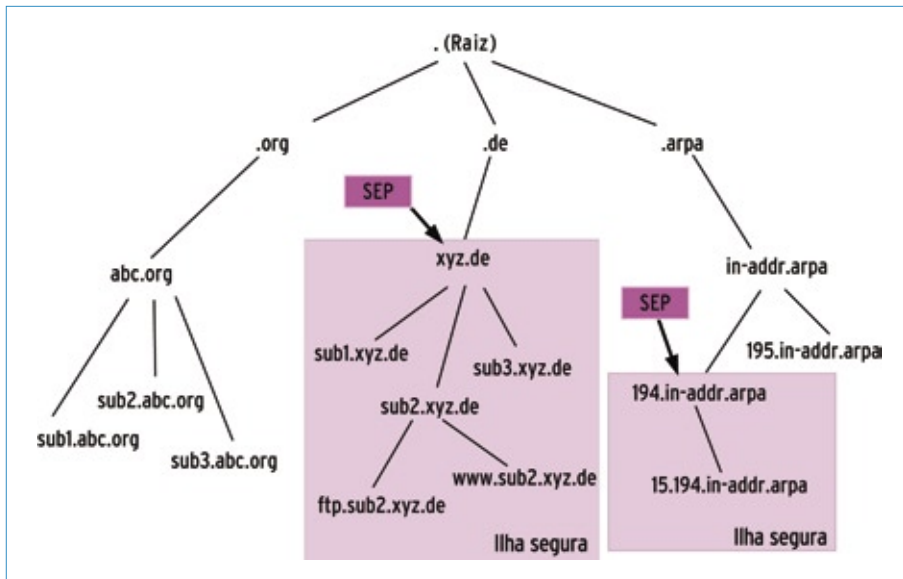 . (Raiz)
.org
.de
.arpa
SEP
xyz.de
abc.org
in-addr.arpa
SEP
sub1.xyz.de
sub3.xyz.de
195.in-addr.arpa
sub2.abc.org
sub2.xyz.de
194.in-addr.arpa
sub1.abc.org
sub3.abc.org
www.sub2.xyz.de
15.194.in-addr.arpa
ftp.sub2.xyz.de
Ilha segura
Ilha segura